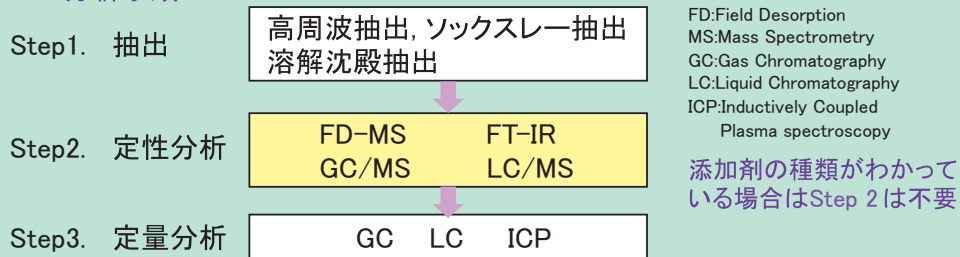 Step1. 抽出
高周波抽出, ソックスレー抽出
溶解沈殿抽出
Step2. 定性分析
FD-MS FT-IR
GC/MS LC/MS
Step3. 定量分析
GC LC ICP
FD:Field Desorption
MS:Mass Spectrometry
GC:Gas Chromatography
LC:Liquid Chromatography
ICP:Inductively Coupled
Plasma spectroscopy
添加剤の種類がわかって
いる場合はStep 2は不要